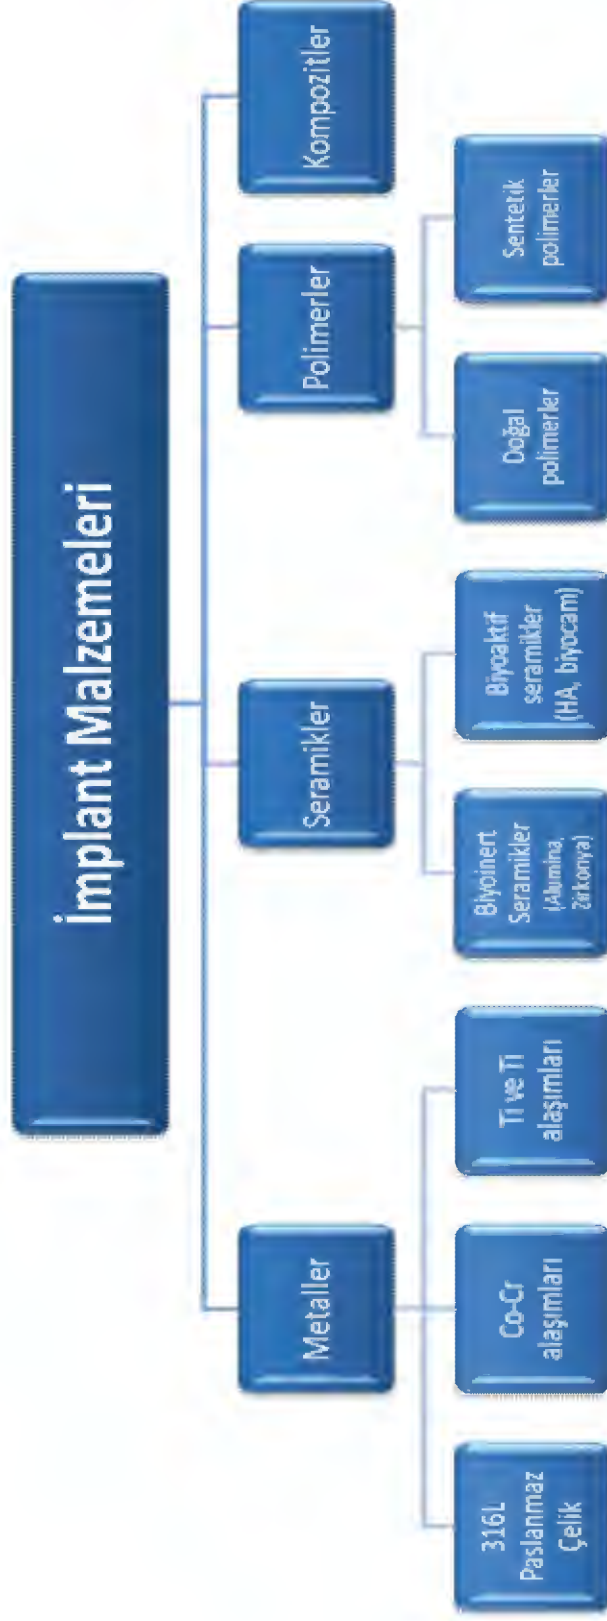 İmplant Malzemeleri
Metaller
Seramikler
Polimerler
Kompozitler
316L
Paslanmaz
Çelik
Co-Cr
alaşımları
Ti ve Ti
alaşımları
Biyoinert
Seramikler
(Alumina,
Zirkonya)
Biyoaktif
seramikler
(HA, biyocam)
Doğal
polimerler
Sentetik
polimerler